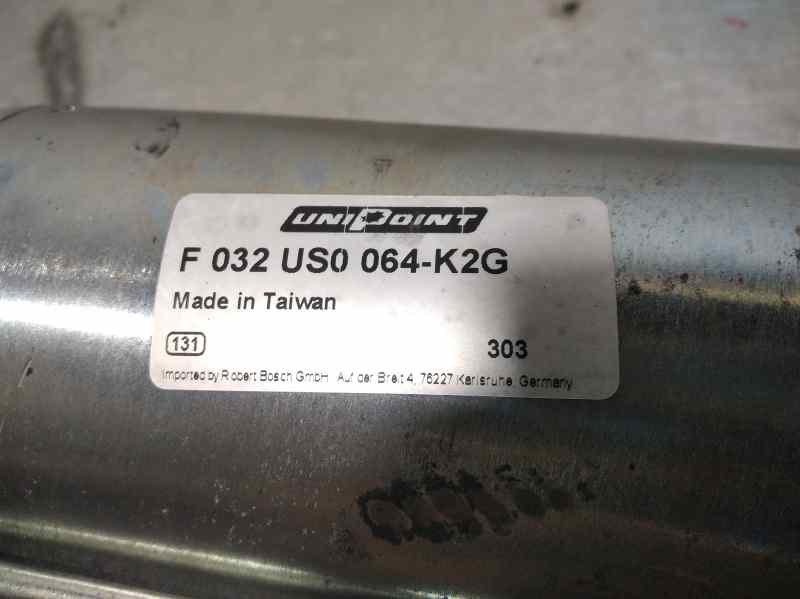 UNIPOINT
F 032 US0 064-K2G
Made in Taiwan
131 303
Imported by Robert Bosch GmbH Auf der Breit 4, 76227 Karlsruhe, Germany